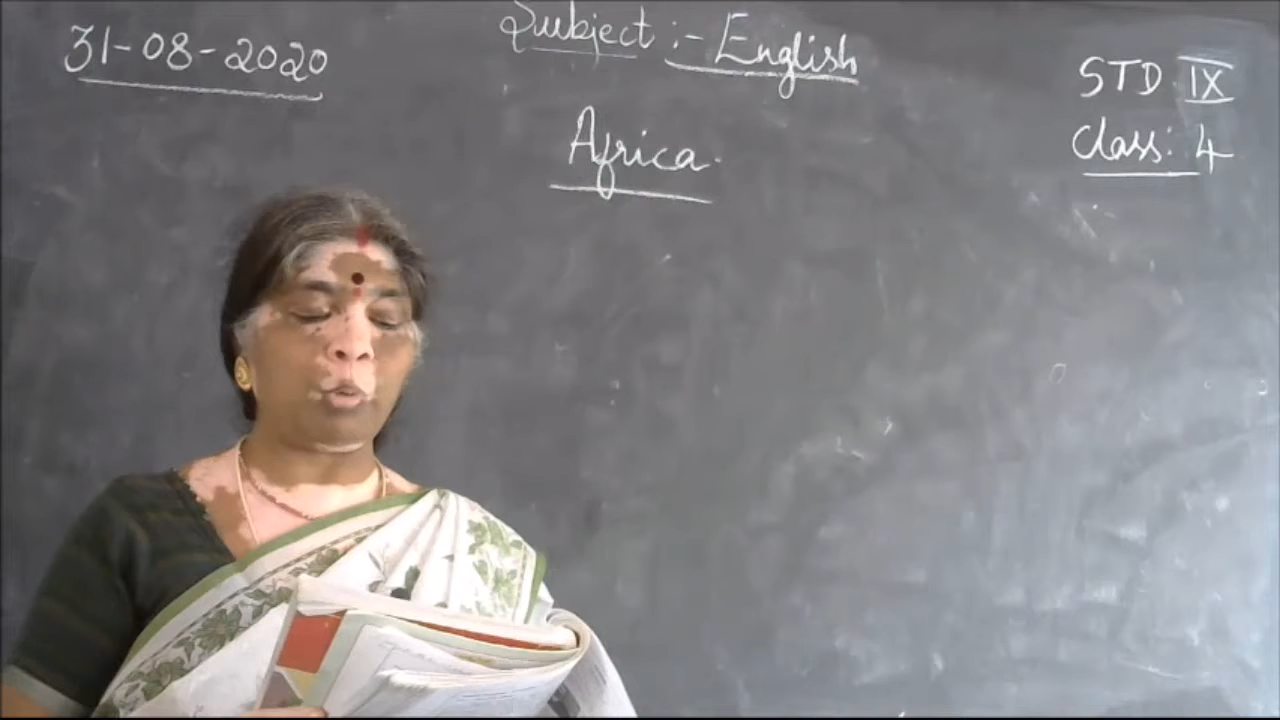 31-08-2020
Subject :- English
STD IX
Class: 4
Africa.